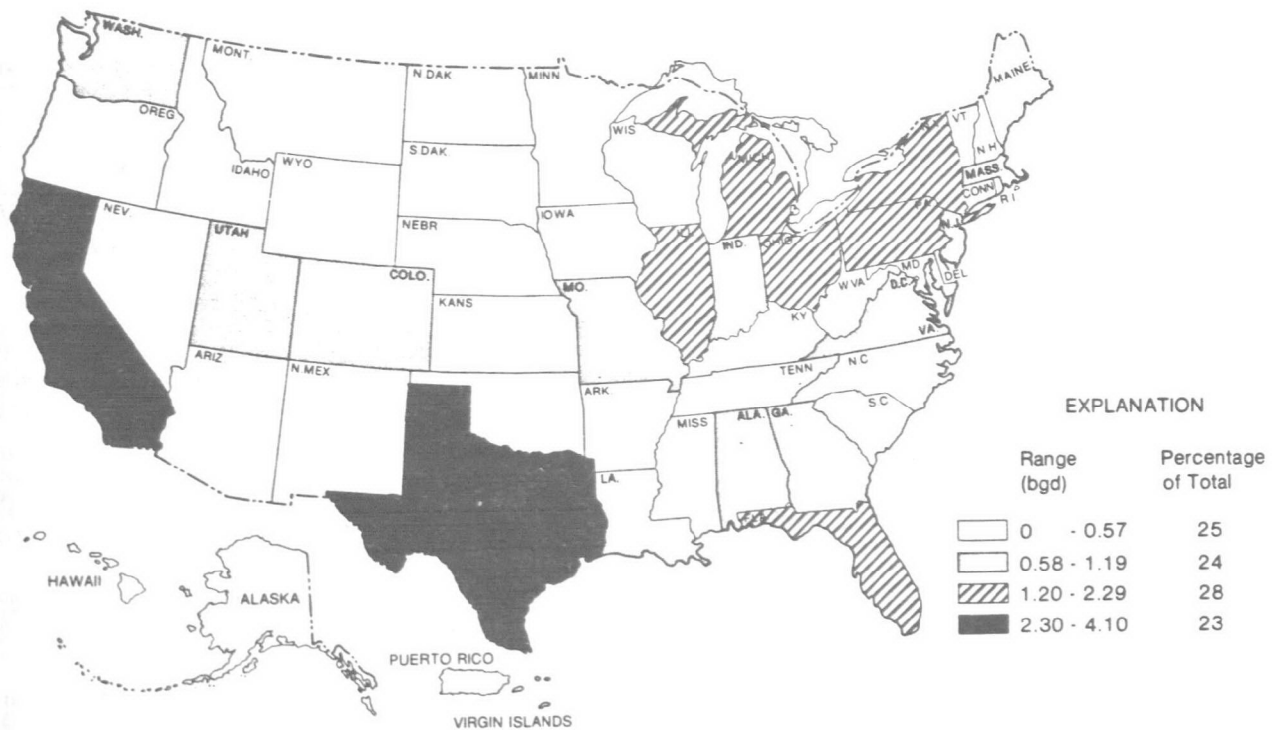 WASH.
MONT.
N.DAK
MINN
MAINE
OREG
VT
WIS
N H
S.DAK
MICH
N.Y.
IDAHO
WYO
MASS.
CONN
R I
PA.
NEV.
IOWA
N.J.
UTAH
NEBR
ILL.
IND.
OHIO
MD
DEL
COLO.
MO.
W.VA
D.C.
KANS
KY
VA.
ARIZ
N.MEX
TENN
N C
ARK
S C
MISS
ALA.
GA.
LA.
FLA.
HAWAII
ALASKA
PUERTO RICO
VIRGIN ISLANDS
EXPLANATION
Range Percentage
(bgd) of Total
0 - 0.57 25
0.58 - 1.19 24
1.20 - 2.29 28
2.30 - 4.10 23